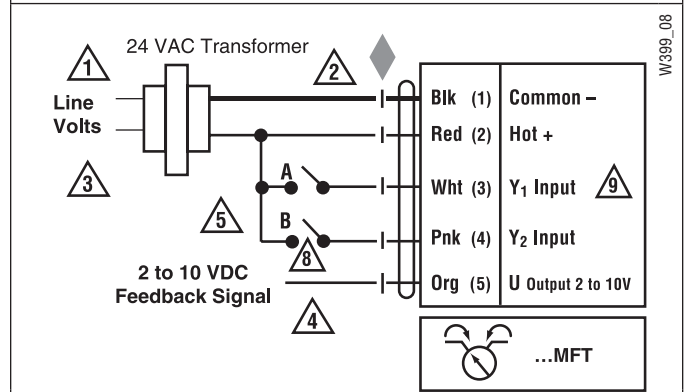 W399_08
24 VAC Transformer
1
2
Line
Volts
3
Blk (1) Common –
Red (2) Hot +
A
Wht (3) Y₁ Input 9
5
B
8
Pnk (4) Y₂ Input
2 to 10 VDC
Feedback Signal
4
Org (5) U Output 2 to 10V
...MFT